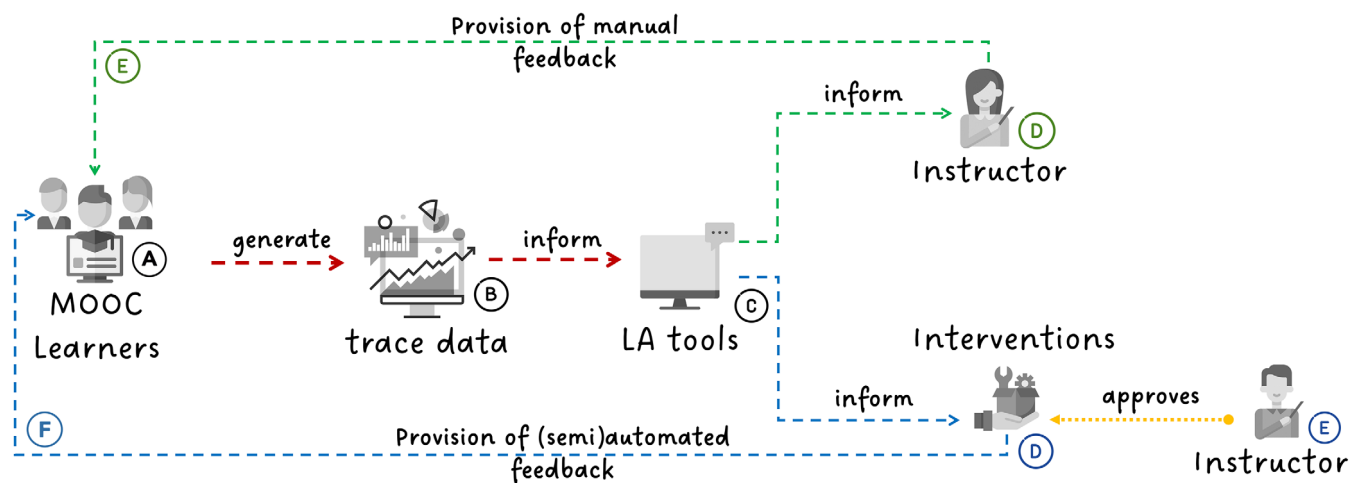 Provision of manual
feedback
E
inform
D
Instructor
A
MOOC
Learners
generate
B
trace data
inform
C
LA tools
Interventions
inform
D
approves
E
Instructor
F
Provision of (semi)automated
feedback